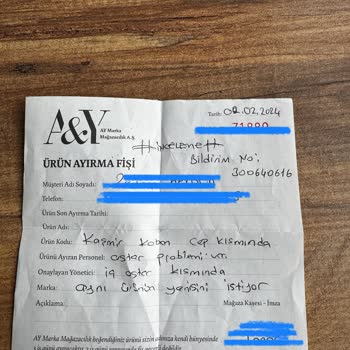 A&Y AY Marka
Mağazacılık A.Ş.
Tarih: 02.02.2024
#İnceleme#
Bildirim No:
300640616
ÜRÜN AYIRMA FİŞİ
Müşteri Adı Soyadı:
Telefon:
Ürün Son Ayırma Tarihi:
Ürün Adı:
Ürün Kodu: Kaşmir Kaban Cep kısmında
Ürünü Ayıran Personel: astar problemi
Onaylayan Yönetici: iç astar kısmında
Marka: aynı ürünün yenisini istiyor
Açıklama:
Mağaza Kaşesi - İmza
AY Marka Mağazacılık beğendiğiniz ürünü sizin adınıza kendi bünyesinde